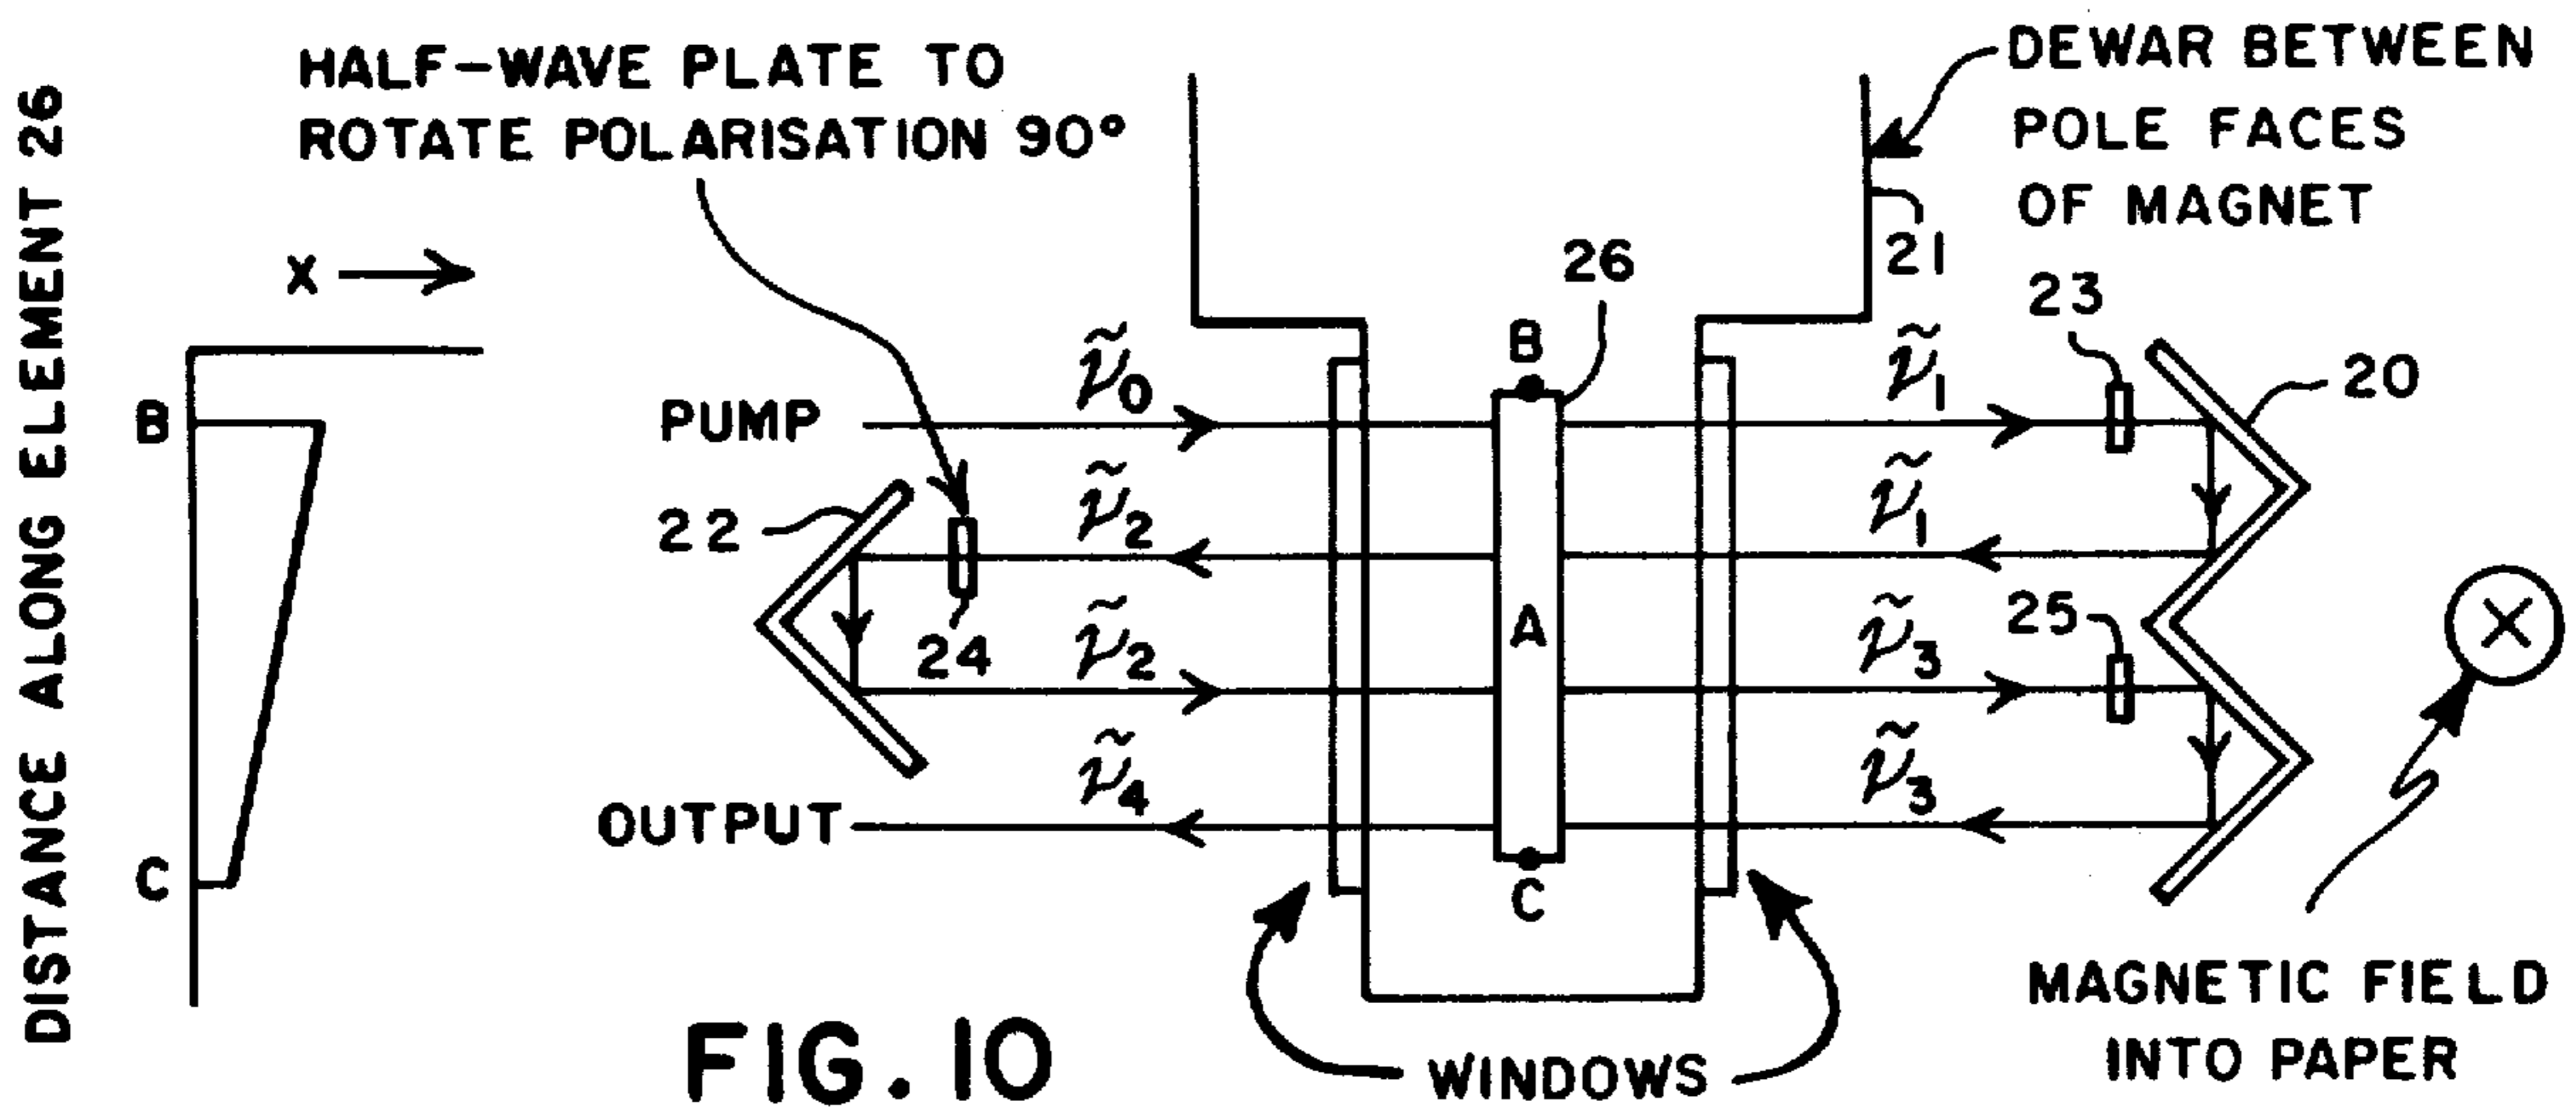 DISTANCE ALONG ELEMENT 26
X
B
C
HALF-WAVE PLATE TO
ROTATE POLARISATION 90°
DEWAR BETWEEN
POLE FACES
OF MAGNET
21
26
23
20
B
PUMP
ν̃0
ν̃1
22
ν̃2
ν̃1
24
A
25
ν̃2
ν̃3
OUTPUT
ν̃4
ν̃3
C
MAGNETIC FIELD
INTO PAPER
WINDOWS
FIG. 10